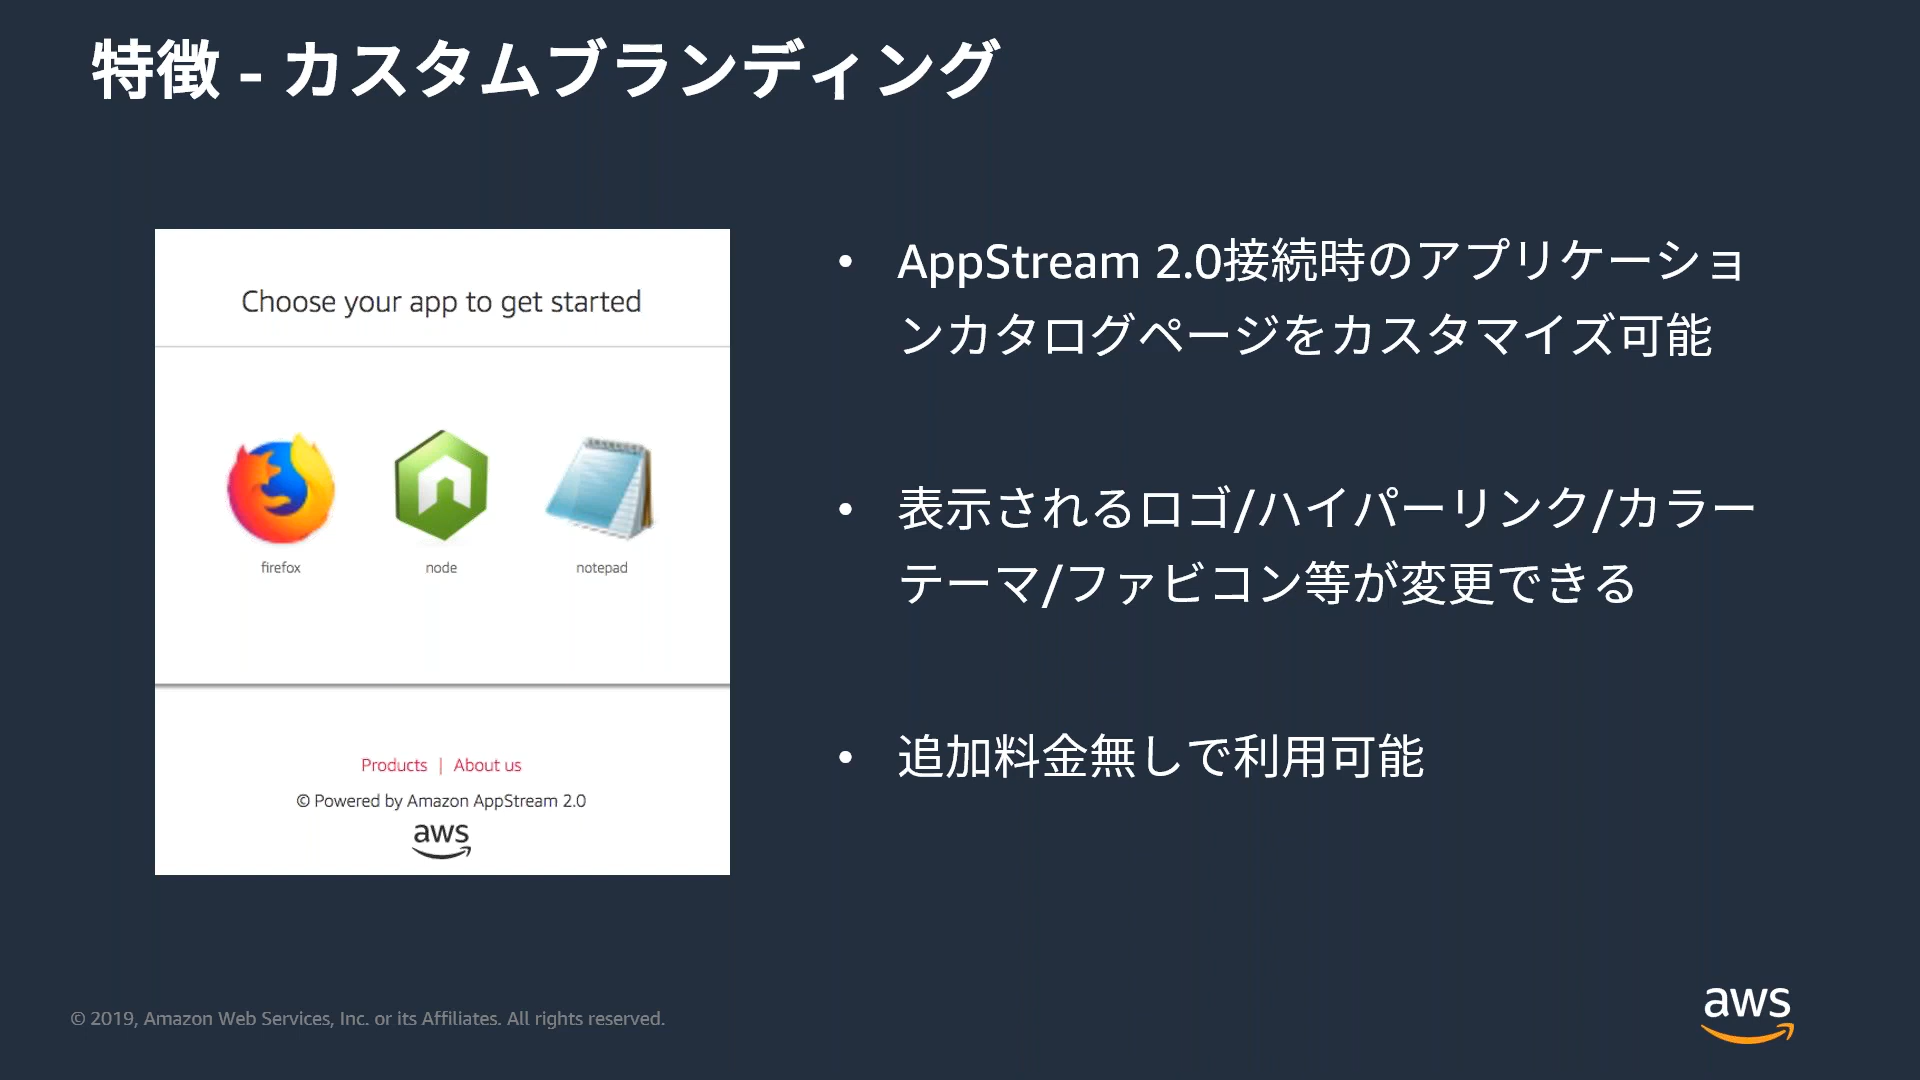 特徴 - カスタムブランディング
Choose your app to get started
firefox
node
notepad
Products | About us
© Powered by Amazon AppStream 2.0
aws
• AppStream 2.0接続時のアプリケーショ
ンカタログページをカスタマイズ可能
• 表示されるロゴ/ハイパーリンク/カラー
テーマ/ファビコン等が変更できる
• 追加料金無しで利用可能
© 2019, Amazon Web Services, Inc. or its Affiliates. All rights reserved.
aws